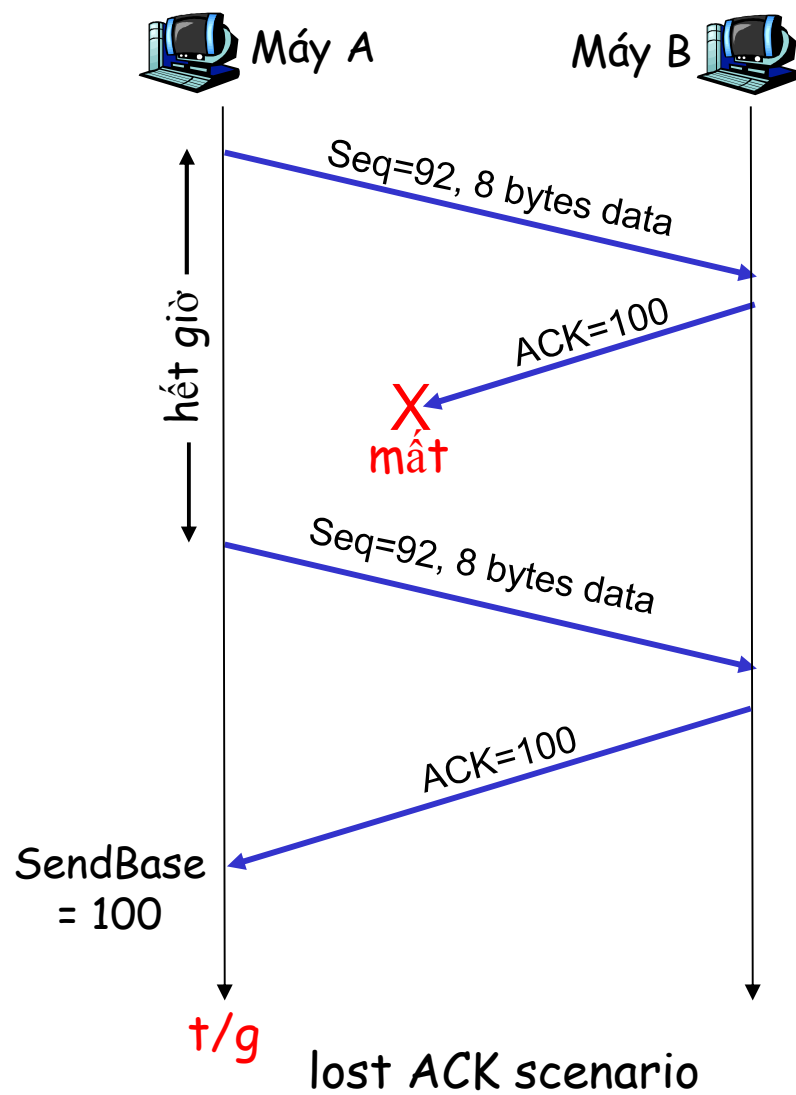 Máy A
Máy B
Seq=92, 8 bytes data
ACK=100
hết giờ
X
mất
Seq=92, 8 bytes data
ACK=100
SendBase
= 100
t/g
lost ACK scenario